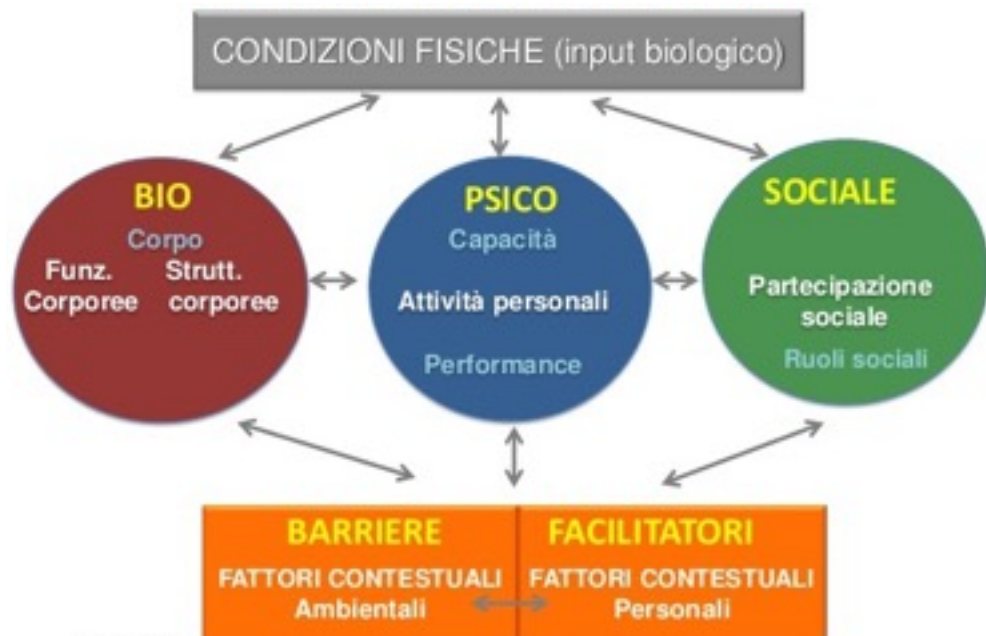 CONDIZIONI FISICHE (input biologico)
BIO
Corpo
Funz. Strutt.
Corporee corporee
PSICO
Capacità
Attività personali
Performance
SOCIALE
Partecipazione
sociale
Ruoli sociali
BARRIERE
FATTORI CONTESTUALI
Ambientali
FACILITATORI
FATTORI CONTESTUALI
Personali